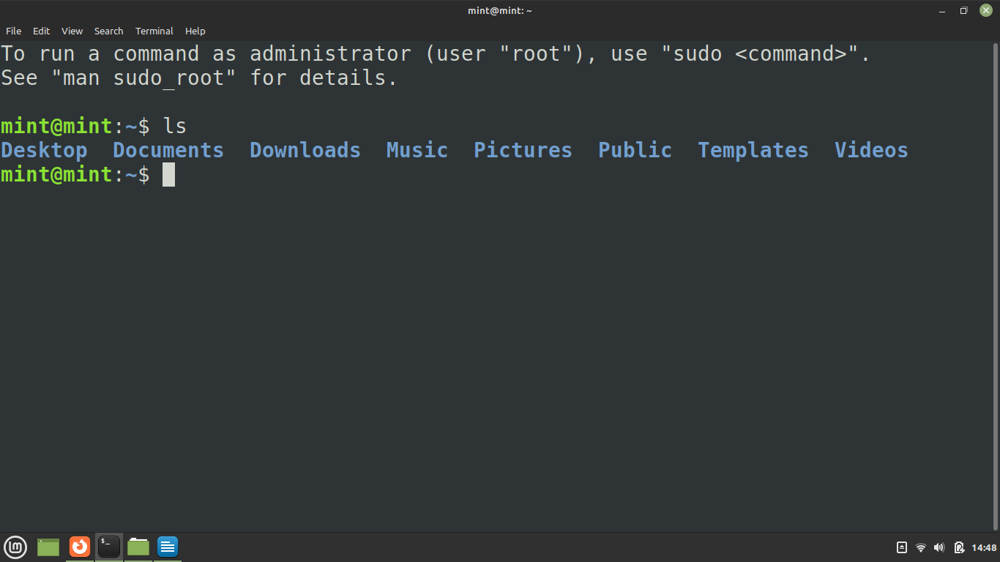 mint@mint: ~
File Edit View Search Terminal Help
To run a command as administrator (user "root"), use "sudo <command>".
See "man sudo_root" for details.
mint@mint:~$ ls
Desktop Documents Downloads Music Pictures Public Templates Videos
mint@mint:~$
$_
14:48